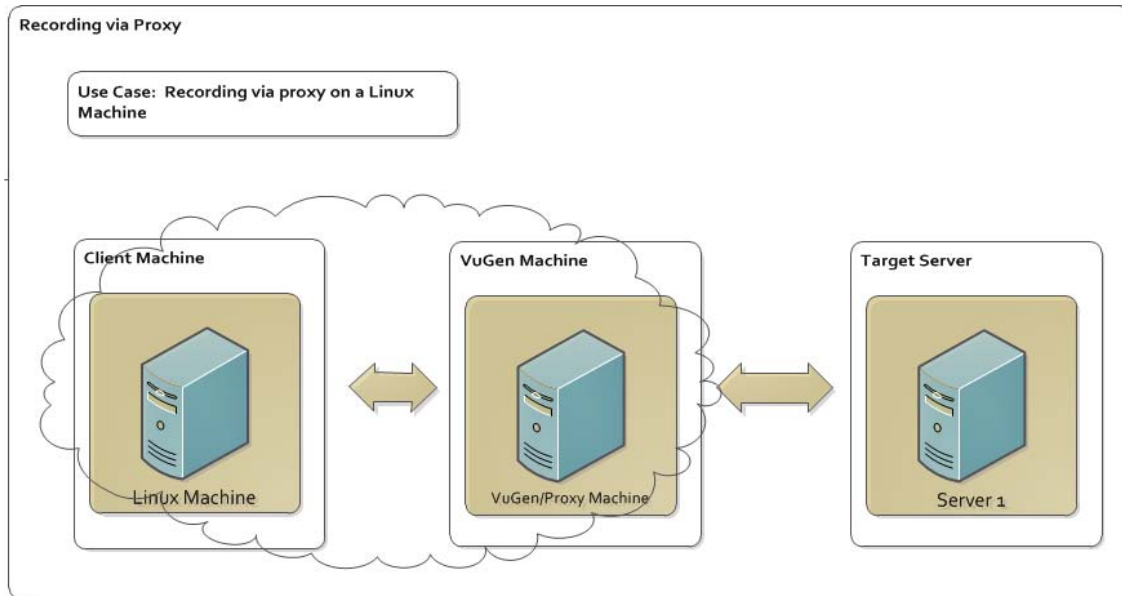 Recording via Proxy
Use Case: Recording via proxy on a Linux
Machine
Client Machine
VuGen Machine
Target Server
Linux Machine
VuGen/Proxy Machine
Server 1